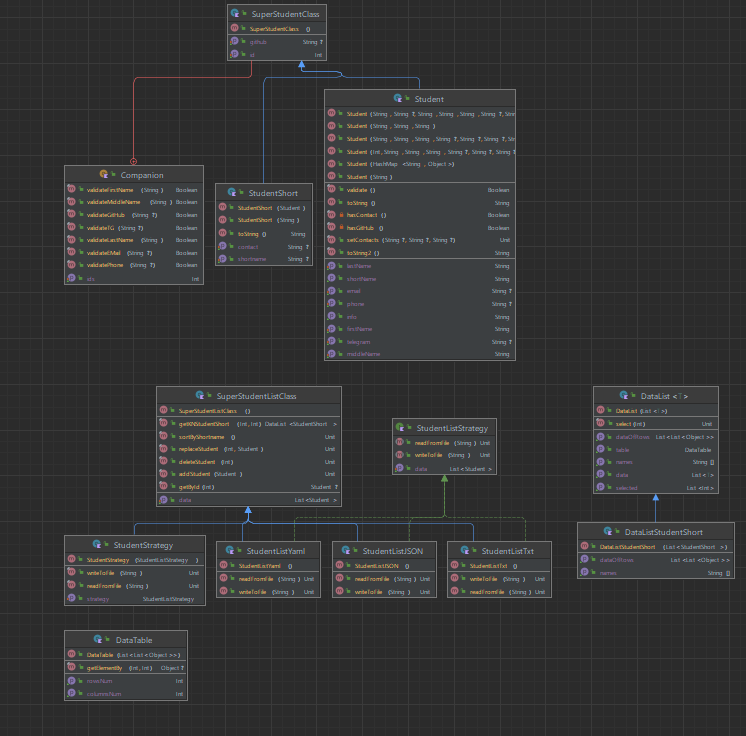 SuperStudentClass
SuperStudentClass ()
github String ?
id Int
Student
Student (String , String ?, String , String , String , String ?, Str
Student (String , String , String )
Student (String , String , String , String ?, String ?, String ?, Str
Student (Int, String , String , String , String ?, String ?, String ?
Student (HashMap <String , Object >)
Student (String )
validate () Boolean
toString () String
hasContact () Boolean
hasGitHub () Boolean
setContacts (String ?, String ?, String ?) Unit
toString2 () String
lastName String
shortName String
email String ?
phone String ?
info String
firstName String
telegram String ?
middleName String
Companion
validateFirstName (String ) Boolean
validateMiddleName (String ) Boolean
validateGitHub (String ?) Boolean
validateTG (String ?) Boolean
validateLastName (String ) Boolean
validateEMail (String ?) Boolean
validatePhone (String ?) Boolean
ids Int
StudentShort
StudentShort (Student )
StudentShort (String )
toString () String
contact String ?
shortname String ?
SuperStudentListClass
SuperStudentListClass ()
getKNStudentShort (Int, Int) DataList <StudentShort >
sortByShortname () Unit
replaceStudent (Int, Student ) Unit
deleteStudent (Int) Unit
addStudent (Student ) Unit
getById (Int) Student ?
data List <Student >
StudentListStrategy
readFromFile (String ) Unit
writeToFile (String ) Unit
data List <Student >
DataList <T>
DataList (List <T>)
select (Int) Unit
dataOfRows List <List <Object >>
table DataTable
names String []
data List <T>
selected List <Int>
StudentStrategy
StudentStrategy (StudentListStrategy )
writeToFile (String ) Unit
readFromFile (String ) Unit
strategy StudentListStrategy
StudentListYaml
StudentListYaml ()
readFromFile (String ) Unit
writeToFile (String ) Unit
StudentListJSON
StudentListJSON ()
readFromFile (String ) Unit
writeToFile (String ) Unit
StudentListTxt
StudentListTxt ()
writeToFile (String ) Unit
readFromFile (String ) Unit
DataListStudentShort
DataListStudentShort (List <StudentShort >)
dataOfRows List <List <Object >>
names String []
DataTable
DataTable (List <List <Object >>)
getElementBy (Int, Int) Object ?
rowsNum Int
columnsNum Int